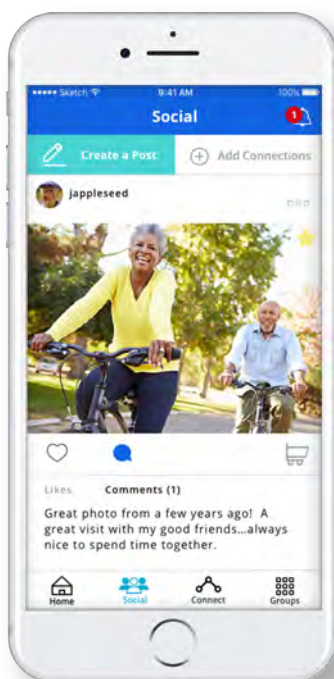 Sketch 9:41 AM 100%
Social
1
Create a Post
Add Connections
jappleseed
Likes Comments (1)
Great photo from a few years ago! A
great visit with my good friends...always
nice to spend time together.
Home Social Connect Groups